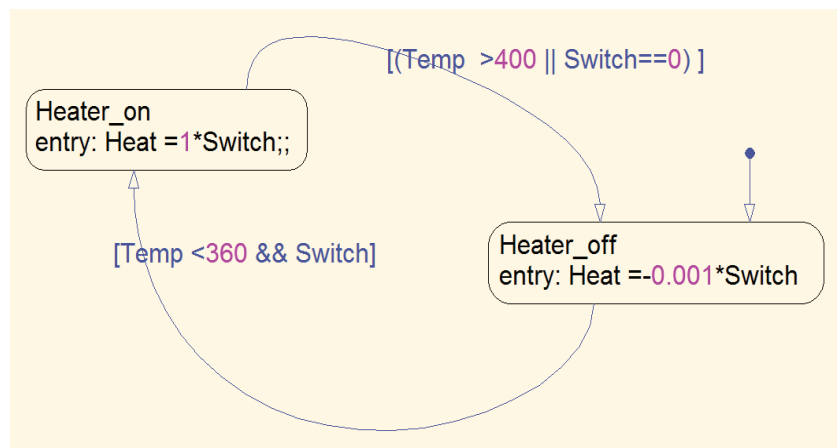 [(Temp >400 || Switch==0) ]
Heater_on
entry: Heat =1*Switch;;
[Temp <360 && Switch]
Heater_off
entry: Heat =-0.001*Switch